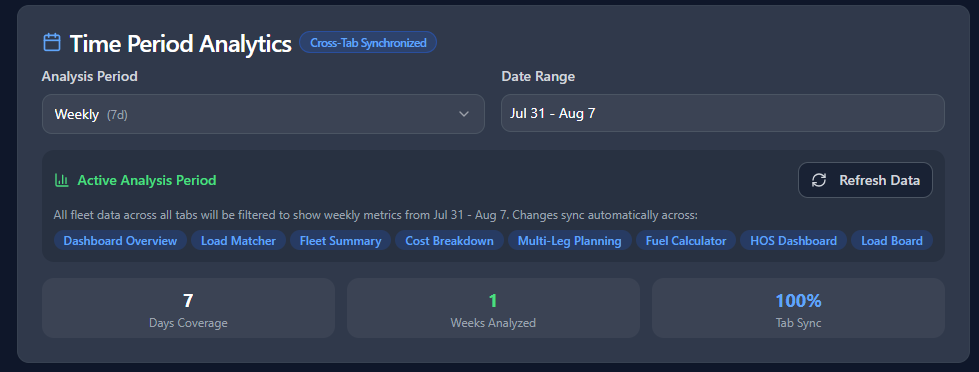 Time Period Analytics Cross-Tab Synchronized
Analysis Period
Date Range
Weekly (7d)
Jul 31 - Aug 7
Active Analysis Period
Refresh Data
All fleet data across all tabs will be filtered to show weekly metrics from Jul 31 - Aug 7. Changes sync automatically across:
Dashboard Overview Load Matcher Fleet Summary Cost Breakdown Multi-Leg Planning Fuel Calculator HOS Dashboard Load Board
7
Days Coverage
1
Weeks Analyzed
100%
Tab Sync